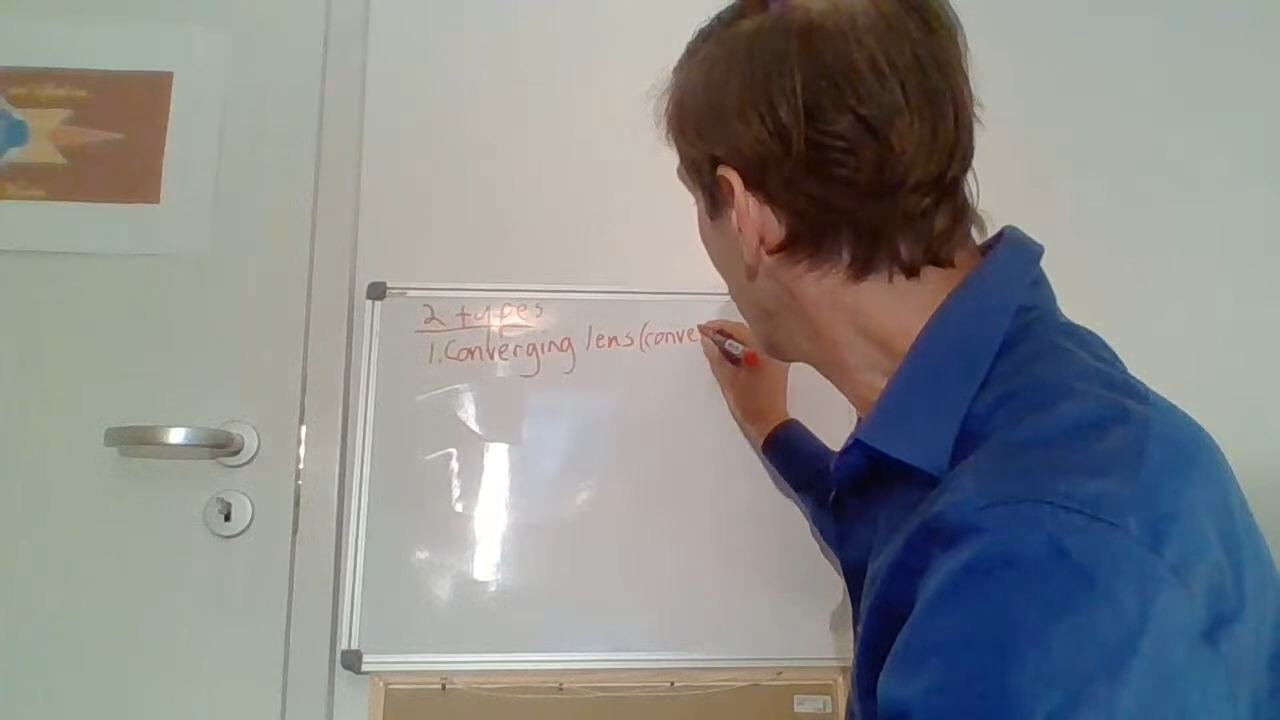 2 types
1. Converging lens (conve